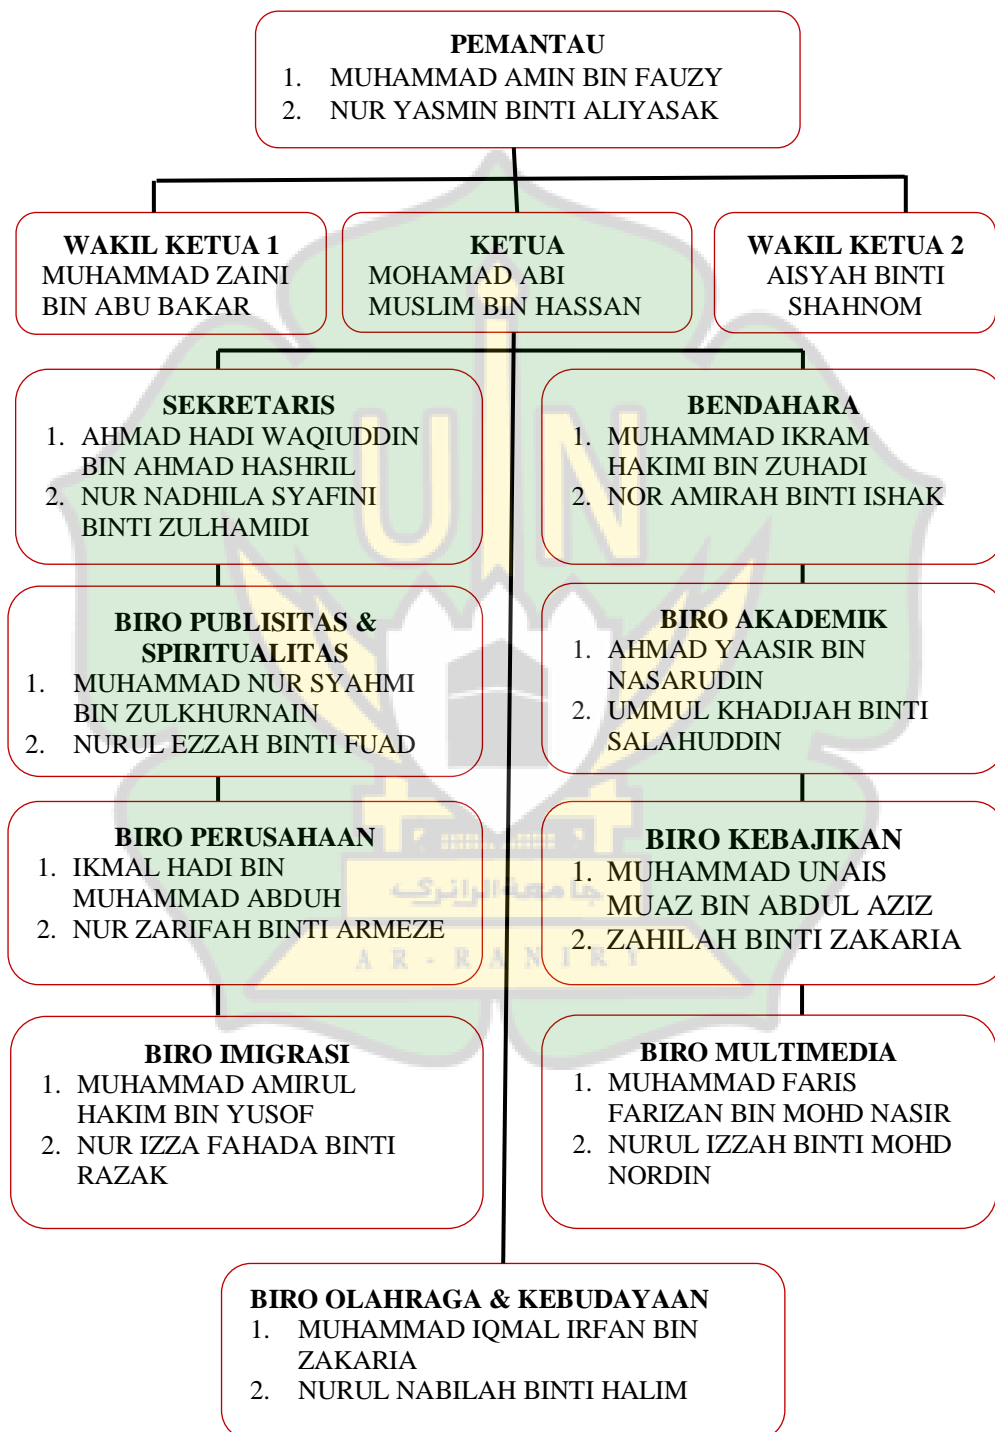 PEMANTAU
1. MUHAMMAD AMIN BIN FAUZY
2. NUR YASMIN BINTI ALIYASAK
WAKIL KETUA 1
MUHAMMAD ZAINI
BIN ABU BAKAR
KETUA
MOHAMAD ABI
MUSLIM BIN HASSAN
WAKIL KETUA 2
AISYAH BINTI
SHAHNOM
SEKRETARIS
1. AHMAD HADI WAQIUDDIN
BIN AHMAD HASHRIL
2. NUR NADHILA SYAFINI
BINTI ZULHAMIDI
BENDAHARA
1. MUHAMMAD IKRAM
HAKIMI BIN ZUHADI
2. NOR AMIRAH BINTI ISHAK
BIRO PUBLISITAS &
SPIRITUALITAS
1. MUHAMMAD NUR SYAHMI
BIN ZULKHURNAIN
2. NURUL EZZAH BINTI FUAD
BIRO AKADEMIK
1. AHMAD YAASIR BIN
NASARUDIN
2. UMMUL KHADIJAH BINTI
SALAHUDDIN
BIRO PERUSAHAAN
1. IKMAL HADI BIN
MUHAMMAD ABDUH
2. NUR ZARIFAH BINTI ARMEZE
BIRO KEBAJIKAN
1. MUHAMMAD UNAIS
MUAZ BIN ABDUL AZIZ
2. ZAHILAH BINTI ZAKARIA
BIRO IMIGRASI
1. MUHAMMAD AMIRUL
HAKIM BIN YUSOF
2. NUR IZZA FAHADA BINTI
RAZAK
BIRO MULTIMEDIA
1. MUHAMMAD FARIS
FARIZAN BIN MOHD NASIR
2. NURUL IZZAH BINTI MOHD
NORDIN
BIRO OLAHRAGA & KEBUDAYAAN
1. MUHAMMAD IQMAL IRFAN BIN
ZAKARIA
2. NURUL NABILAH BINTI HALIM
UIN
جامعة الرانري
AR-RANIRY